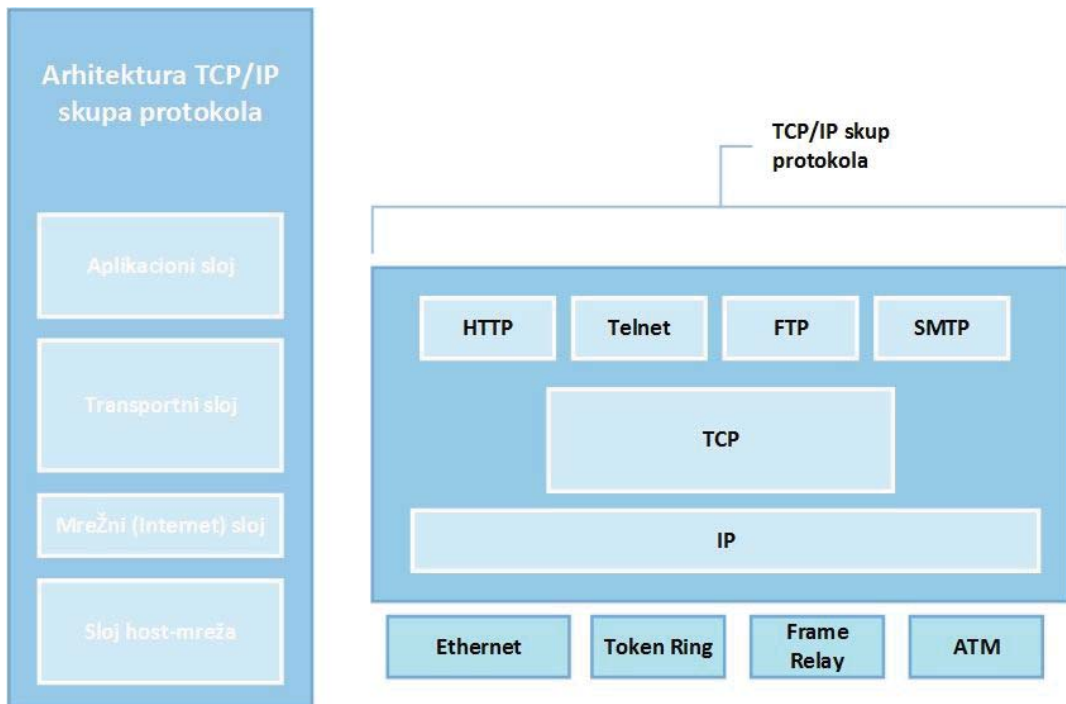 Arhitektura TCP/IP
skupa protokola
Aplikacioni sloj
Transportni sloj
MreŽni (Internet) sloj
Sloj host-mreža
TCP/IP skup
protokola
HTTP
Telnet
FTP
SMTP
TCP
IP
Ethernet
Token Ring
Frame
Relay
ATM